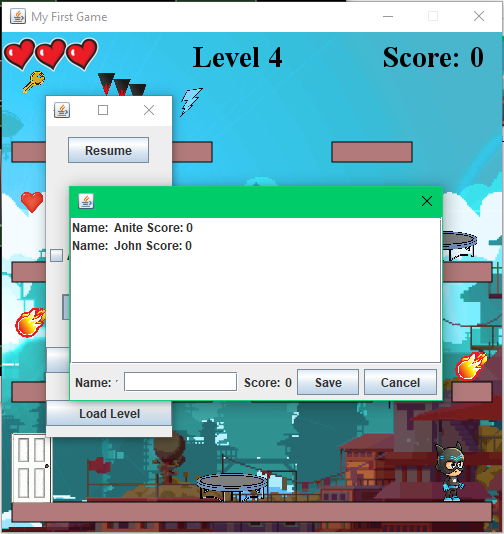 My First Game
Level 4 Score: 0
Resume
Name: Anite Score: 0
Name: John Score: 0
Name: Score: 0 Save Cancel
Load Level